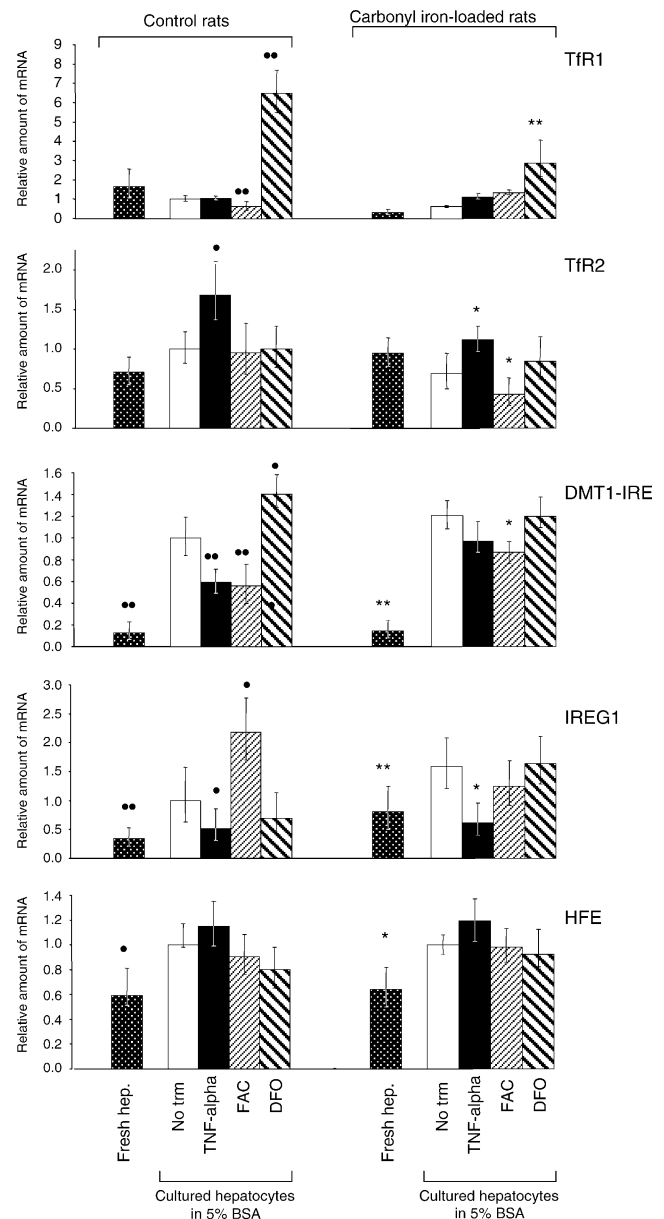 Control rats
Carbonyl iron-loaded rats
TfR1
Relative amount of mRNA
9
8
7
6
5
4
3
2
1
0
●●
●●
**
TfR2
Relative amount of mRNA
2.0
1.5
1.0
0.5
0.0
●
*
*
DMT1-IRE
Relative amount of mRNA
1.6
1.4
1.2
1.0
0.8
0.6
0.4
0.2
0.0
●●
●●
●●
●
●
**
*
IREG1
Relative amount of mRNA
3.0
2.5
2.0
1.5
1.0
0.5
0.0
●●
●
●
**
*
HFE
Relative amount of mRNA
1.4
1.2
1.0
0.8
0.6
0.4
0.2
0.0
●
*
Fresh hep.
No trm
TNF-alpha
FAC
DFO
Fresh hep.
No trm
TNF-alpha
FAC
DFO
Cultured hepatocytes
in 5% BSA
Cultured hepatocytes
in 5% BSA